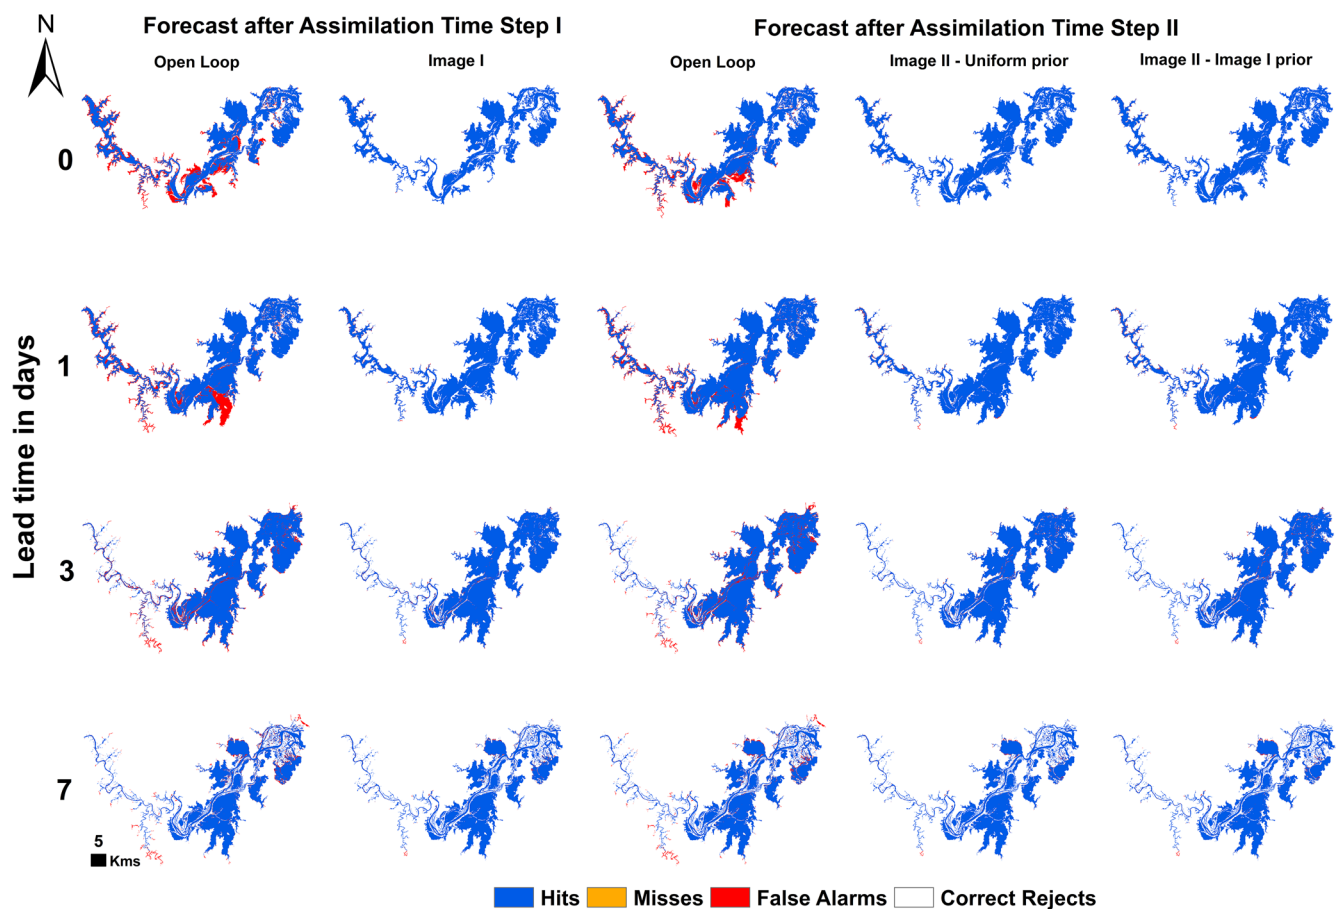 N
Forecast after Assimilation Time Step I
Forecast after Assimilation Time Step II
Open Loop
Image I
Open Loop
Image II - Uniform prior
Image II - Image I prior
Lead time in days
0
1
3
7
5
Kms
Hits
Misses
False Alarms
Correct Rejects